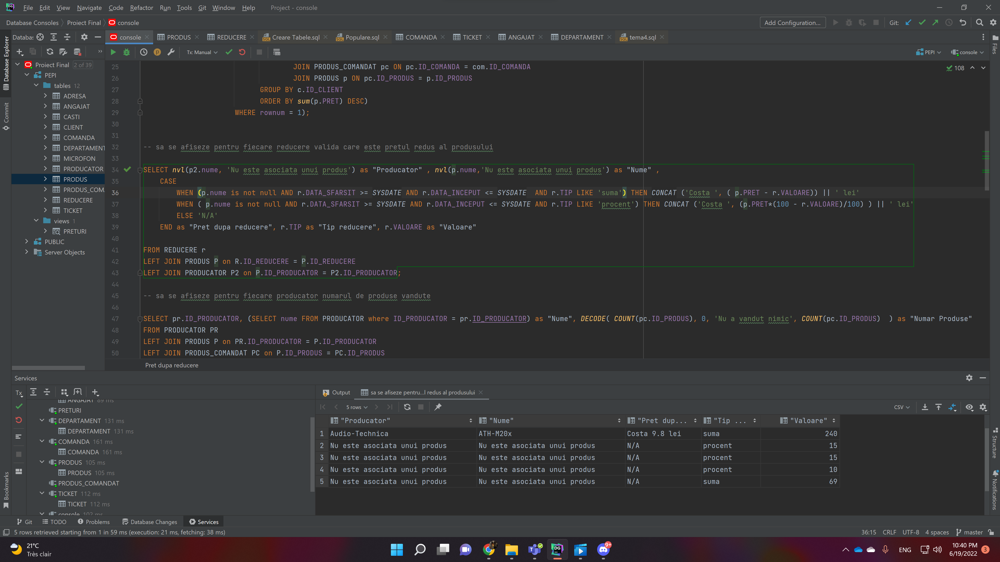 File Edit View Navigate Code Refactor Run Tools Git Window Help Project - console
Database Consoles Proiect Final console Add Configuration... Git:
Databas console PRODUS REDUCERE Creare Tabele.sql Populare.sql COMANDA TICKET ANGAJAT DEPARTAMENT tema4.sql
Tx: Manual PEPI console
Database Explorer
Commit
Bookmarks
Files
Structure
Notifications
Proiect Final 2 of 39
PEPI
tables 12
ADRESA
ANGAJAT
CASTI
CLIENT
COMANDA
DEPARTAMENT
MICROFON
PRODUCATOR
PRODUS
PRODUS_COM
REDUCERE
TICKET
views 1
PRETURI
PUBLIC
Server Objects
108
25 JOIN PRODUS_COMANDAT pc ON pc.ID_COMANDA = com.ID_COMANDA
26 JOIN PRODUS p ON pc.ID_PRODUS = p.ID_PRODUS
27 GROUP BY c.ID_CLIENT
28 ORDER BY sum(p.PRET) DESC)
29 WHERE rownum = 1);
30
31
32 -- sa se afiseze pentru fiecare reducere valida care este pretul redus al produsului
33
34 SELECT nvl(p2.nume, 'Nu este asociata unui produs') as "Producator" , nvl(p.nume,'Nu este asociata unui produs') as "Nume" ,
35 CASE
36 WHEN (p.nume is not null AND r.DATA_SFARSIT >= SYSDATE AND r.DATA_INCEPUT <= SYSDATE AND r.TIP LIKE 'suma') THEN CONCAT ('Costa ', ( p.PRET - r.VALOARE)) || ' lei'
37 WHEN ( p.nume is not null AND r.DATA_SFARSIT >= SYSDATE AND r.DATA_INCEPUT <= SYSDATE AND r.TIP LIKE 'procent') THEN CONCAT ('Costa ', (p.PRET*(100 - r.VALOARE)/100) ) || ' lei'
38 ELSE 'N/A'
39 END as "Pret dupa reducere", r.TIP as "Tip reducere", r.VALOARE as "Valoare"
40
41 FROM REDUCERE r
42 LEFT JOIN PRODUS P on R.ID_REDUCERE = P.ID_REDUCERE
43 LEFT JOIN PRODUCATOR P2 on P.ID_PRODUCATOR = P2.ID_PRODUCATOR;
44
45 -- sa se afiseze pentru fiecare producator numarul de produse vandute
46
47 SELECT pr.ID_PRODUCATOR, (SELECT nume FROM PRODUCATOR where ID_PRODUCATOR = pr.ID_PRODUCATOR) as "Nume", DECODE( COUNT(pc.ID_PRODUS), 0, 'Nu a vandut nimic', COUNT(pc.ID_PRODUS) ) as "Numar Produse"
48 FROM PRODUCATOR PR
49 LEFT JOIN PRODUS P on PR.ID_PRODUCATOR = P.ID_PRODUCATOR
50 LEFT JOIN PRODUS_COMANDAT PC on P.ID_PRODUS = PC.ID_PRODUS
Pret dupa reducere
Services
Tx
ANGAJAT 89 ms
PRETURI
DEPARTAMENT 131 ms
DEPARTAMENT 131 ms
COMANDA 161 ms
COMANDA 161 ms
PRODUS 105 ms
PRODUS 105 ms
PRODUS_COMANDAT
TICKET 112 ms
TICKET 112 ms
console 102 ms
Output sa se afiseze pentru...l redus al produsului
5 rows CSV
"Producator" "Nume" "Pret dup... "Tip ... "Valoare"
1 Audio-Technica ATH-M20x Costa 9.8 lei suma 240
2 Nu este asociata unui produs Nu este asociata unui produs N/A procent 15
3 Nu este asociata unui produs Nu este asociata unui produs N/A procent 15
4 Nu este asociata unui produs Nu este asociata unui produs N/A procent 10
5 Nu este asociata unui produs Nu este asociata unui produs N/A suma 69
Git TODO Problems Database Changes Services
5 rows retrieved starting from 1 in 59 ms (execution: 21 ms, fetching: 38 ms) 36:15 CRLF UTF-8 4 spaces master
21°C
Très clair
DG
9+
ENG
10:40 PM
6/19/2022
3